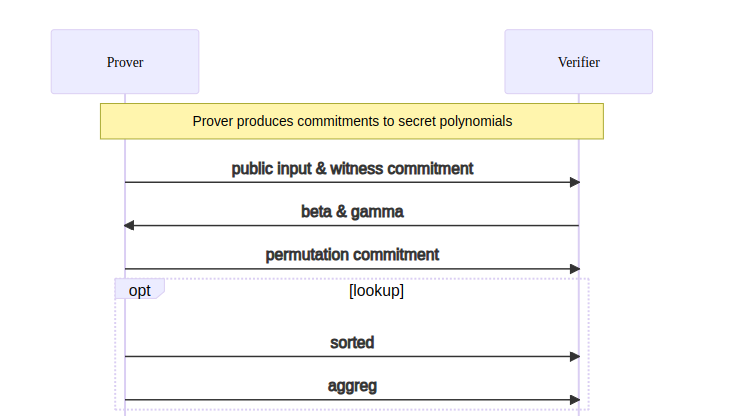 Prover
Verifier
Prover produces commitments to secret polynomials
public input & witness commitment
beta & gamma
permutation commitment
opt
[lookup]
sorted
aggreg